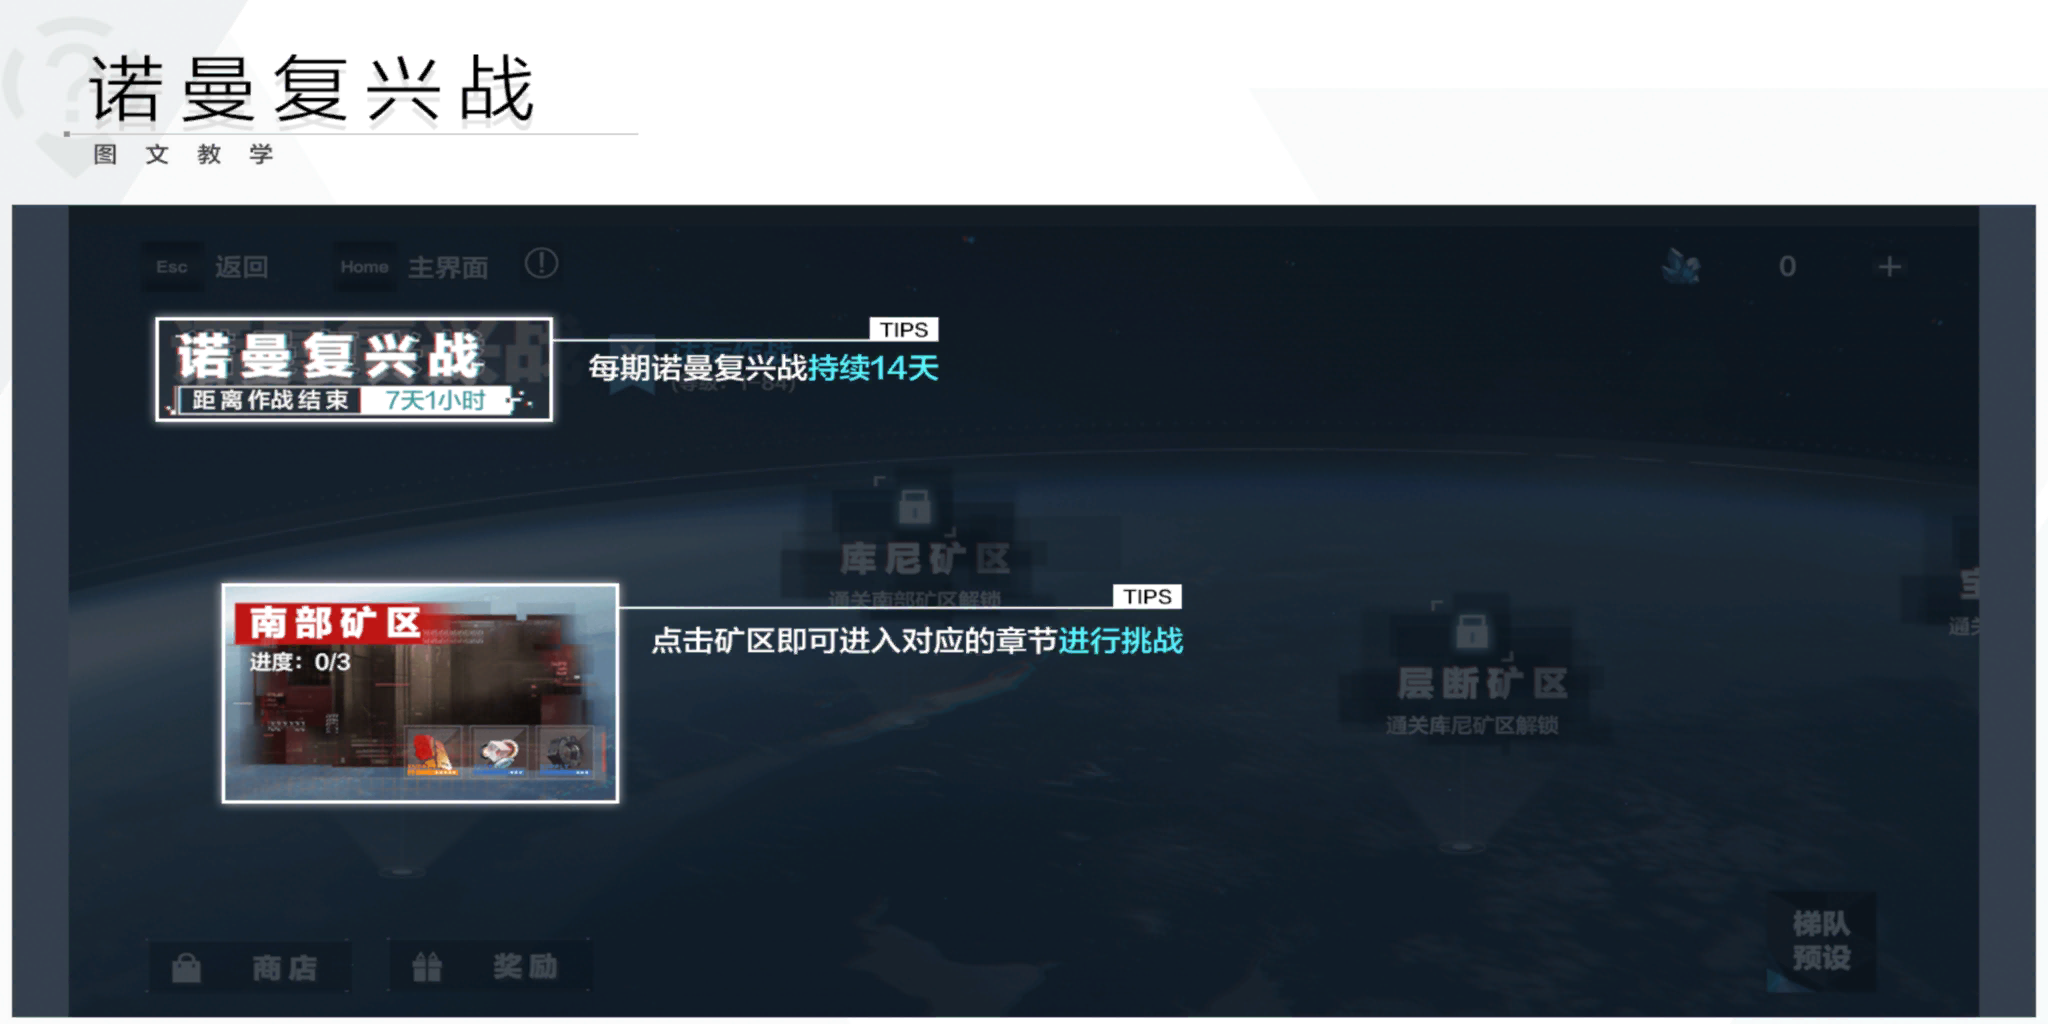 诺曼复兴战
图文教学
Esc 返回 Home 主界面
0
诺曼复兴战
距离作战结束 7天1小时
TIPS
每期诺曼复兴战持续14天
库尼矿区
通关南部矿区解锁
南部矿区
进度：0/3
TIPS
点击矿区即可进入对应的章节进行挑战
层断矿区
通关库尼矿区解锁
商店
奖励
梯队
预设